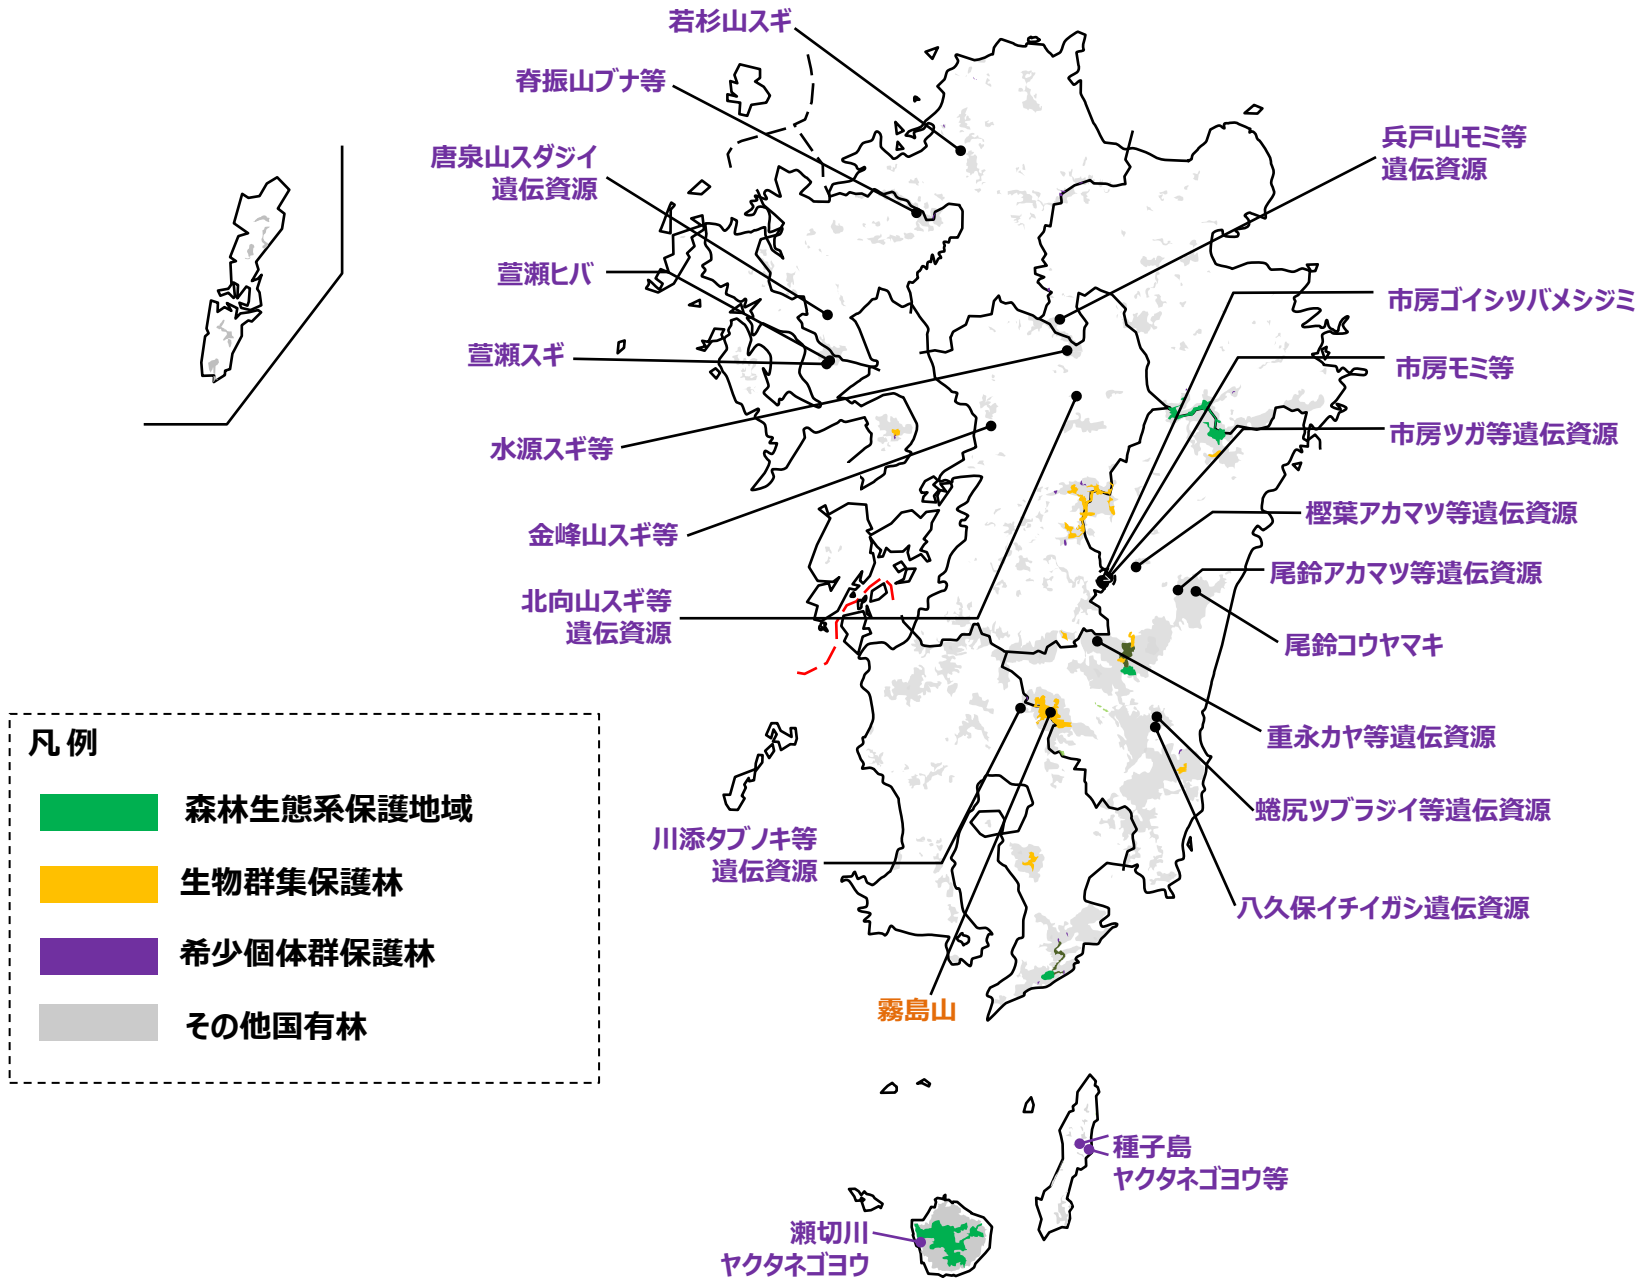 若杉山スギ
脊振山ブナ等
唐泉山スダジイ
遺伝資源
萱瀬ヒバ
萱瀬スギ
水源スギ等
金峰山スギ等
北向山スギ等
遺伝資源
兵戸山モミ等
遺伝資源
市房ゴイシツバメシジミ
市房モミ等
市房ツガ等遺伝資源
樫葉アカマツ等遺伝資源
尾鈴アカマツ等遺伝資源
尾鈴コウヤマキ
重永カヤ等遺伝資源
蜷尻ツブラジイ等遺伝資源
八久保イチイガシ遺伝資源
川添タブノキ等
遺伝資源
霧島山
凡 例
森林生態系保護地域
生物群集保護林
希少個体群保護林
その他国有林
種子島
ヤクタネゴヨウ等
瀬切川
ヤクタネゴヨウ